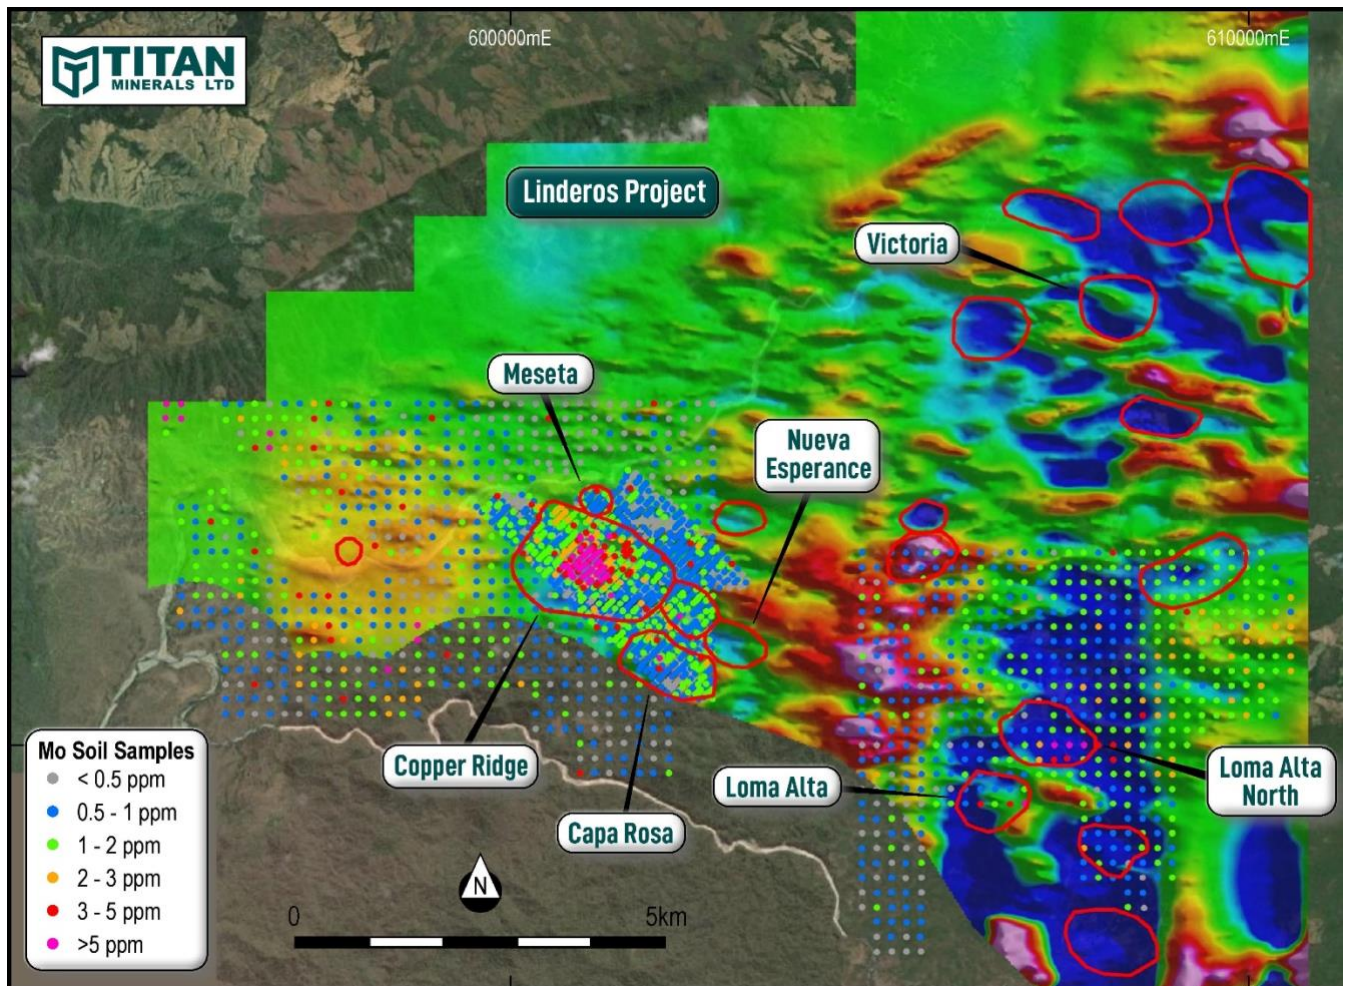 TITAN
MINERALS LTD
600000mE
610000mE
Linderos Project
Victoria
Meseta
Nueva
Esperance
Copper Ridge
Capa Rosa
Loma Alta
Loma Alta
North
Mo Soil Samples
< 0.5 ppm
0.5 - 1 ppm
1 - 2 ppm
2 - 3 ppm
3 - 5 ppm
>5 ppm
N
0
5km